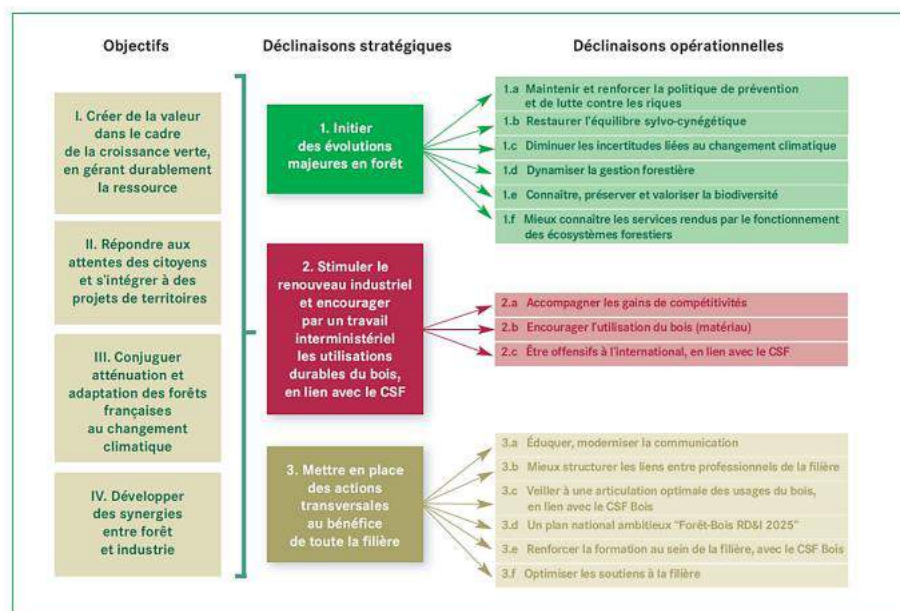 Objectifs
Déclinaisons stratégiques
Déclinaisons opérationnelles
I. Créer de la valeur
dans le cadre
de la croissance verte,
en gérant durablement
la ressource
II. Répondre aux
attentes des citoyens
et s'intégrer à des
projets de territoires
III. Conjuguer
atténuation et
adaptation des forêts
françaises
au changement
climatique
IV. Développer
des synergies
entre forêt
et industrie
1. Initier
des évolutions
majeures en forêt
2. Stimuler le
renouveau industriel
et encourager
par un travail
interministériel
les utilisations
durables du bois,
en lien avec le CSF
3. Mettre en place
des actions
transversales
au bénéfice
de toute la filière
1.a Maintenir et renforcer la politique de prévention
et de lutte contre les riques
1.b Restaurer l'équilibre sylvo-cynégétique
1.c Diminuer les incertitudes liées au changement climatique
1.d Dynamiser la gestion forestière
1.e Connaître, préserver et valoriser la biodiversité
1.f Mieux connaître les services rendus par le fonctionnement
des écosystèmes forestiers
2.a Accompagner les gains de compétitivités
2.b Encourager l'utilisation du bois (matériau)
2.c Être offensifs à l'international, en lien avec le CSF
3.a Éduquer, moderniser la communication
3.b Mieux structurer les liens entre professionnels de la filière
3.c Veiller à une articulation optimale des usages du bois,
en lien avec le CSF Bois
3.d Un plan national ambitieux "Forêt-Bois RD&I 2025"
3.e Renforcer la formation au sein de la filière, avec le CSF Bois
3.f Optimiser les soutiens à la filière